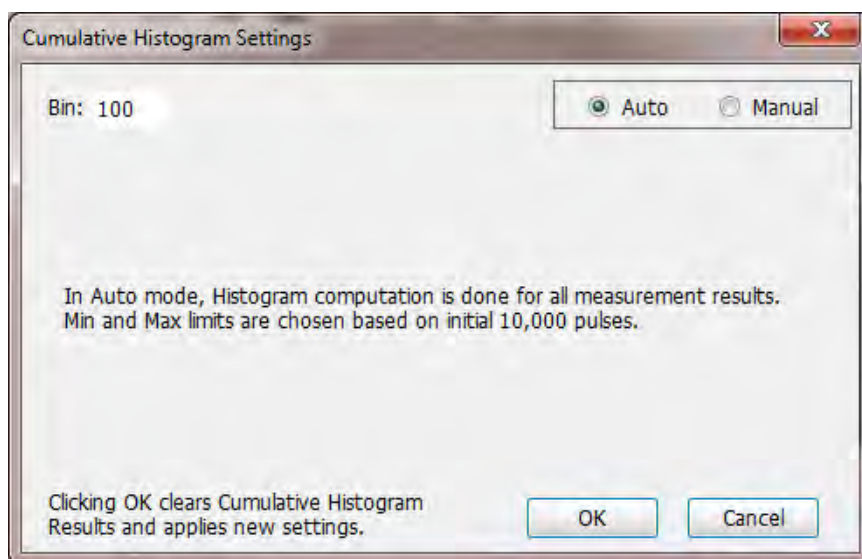 Cumulative Histogram Settings
X
Bin: 100
Auto
Manual
In Auto mode, Histogram computation is done for all measurement results.
Min and Max limits are chosen based on initial 10,000 pulses.
Clicking OK clears Cumulative Histogram
Results and applies new settings.
OK
Cancel